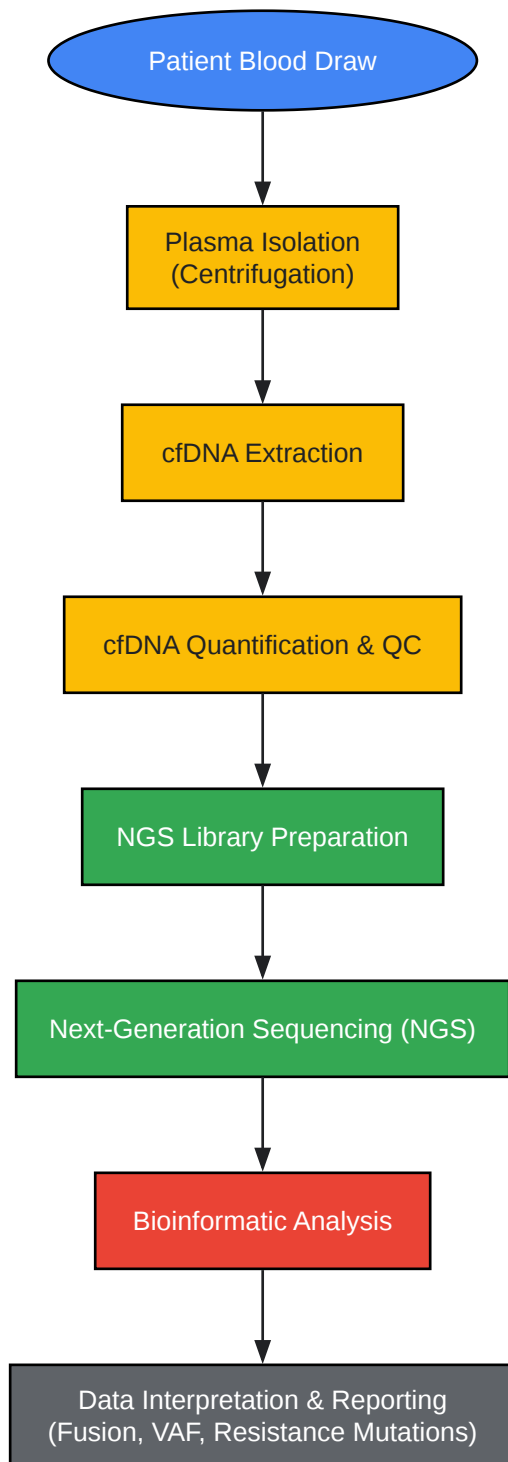 Patient Blood Draw
Plasma Isolation
(Centrifugation)
cfDNA Extraction
cfDNA Quantification & QC
NGS Library Preparation
Next-Generation Sequencing (NGS)
Bioinformatic Analysis
Data Interpretation & Reporting
(Fusion, VAF, Resistance Mutations)